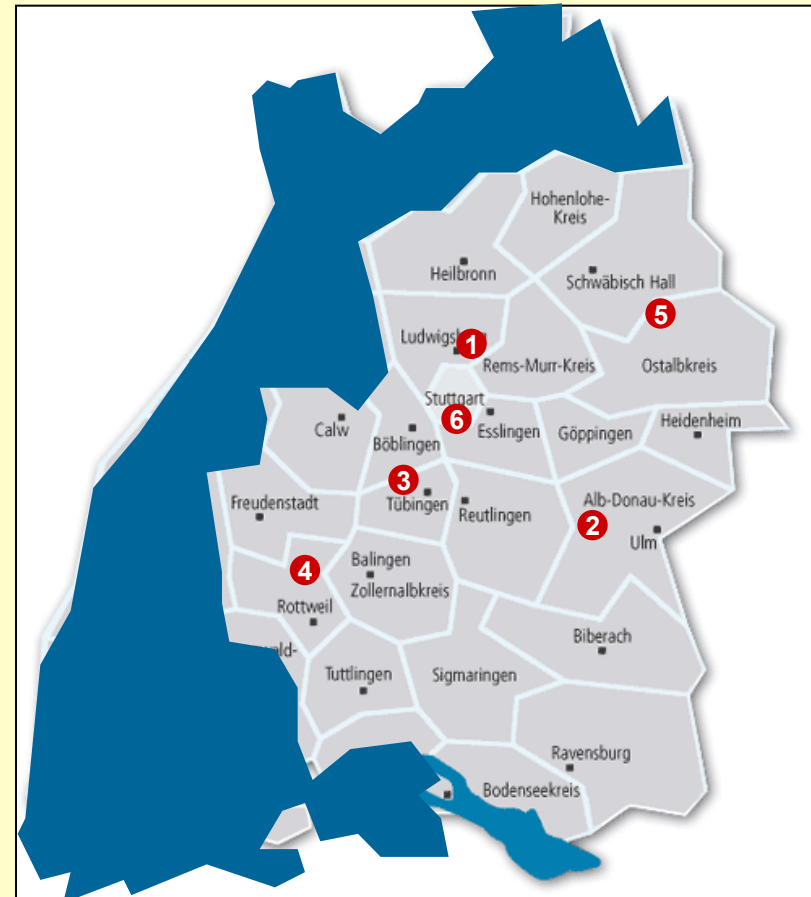 Hohenlohe-
Kreis
Heilbronn
Schwäbisch Hall
5
1
Rems-Murr-Kreis
Ostalbkreis
Stuttgart
6
Esslingen
Göppingen
Heidenheim
Calw
Böblingen
3
Tübingen
Freudenstadt
Reutlingen
Alb-Donau-Kreis
2
Ulm
4
Balingen
Zollernalbkreis
Rottweil
Biberach
Tuttlingen
Sigmaringen
Ravensburg
Bodenseekreis